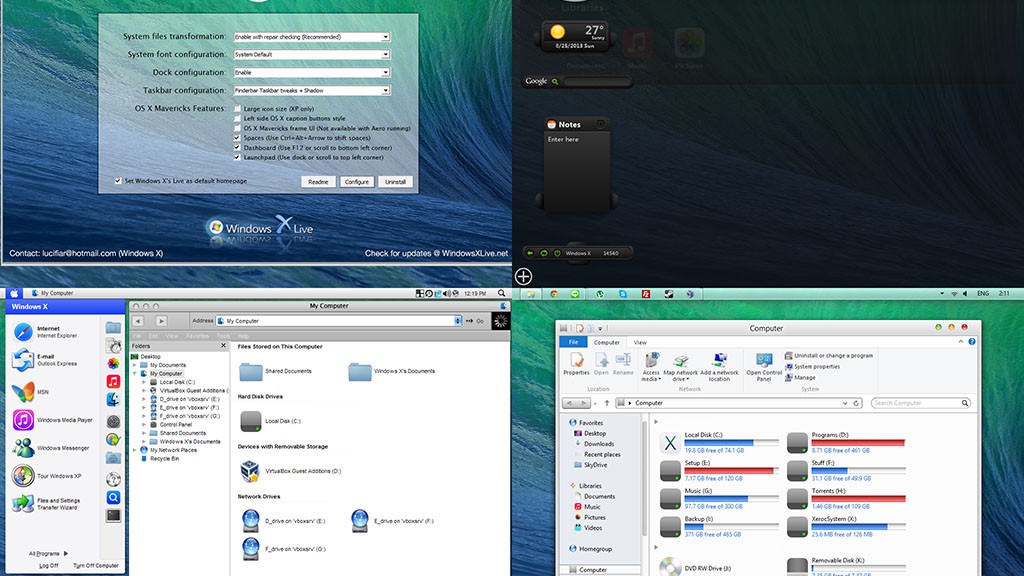 System files transformation: Enable with repair checking (Recommended)
System font configuration: System Default
Dock configuration: Enable
Taskbar configuration: Finderbar Taskbar tweaks + Shadow
OS X Mavericks Features: Large icon size (XP only)
Left side OS X caption buttons style
OS X Mavericks frame UI (Not available with Aero running)
Spaces (Use Ctrl+Alt+Arrow to shift spaces)
Dashboard (Use F12 or scroll to bottom left corner)
Launchpad (Use dock or scroll to top left corner)
Set Windows X's Live as default homepage
Readme Configure Uninstall
Windows X Live
Contact: lucifiar@hotmail.com (Windows X)
Check for updates @ WindowsXLive.net
Libraries
27°
Sunny
8/25/2013 Sun
Documents Music Pictures
Google
Notes
Enter here
Windows X 14:54:0
My Computer
12:19 PM
Windows X
Internet
Internet Explorer
E-mail
Outlook Express
MSN
Windows Media Player
Windows Messenger
Tour Windows XP
Files and Settings
Transfer Wizard
All Programs
Log Off Turn Off Computer
My Computer
Address My Computer Go
File Edit View Favorites Tools Help
Folders
Desktop
My Documents
My Computer
Local Disk (C:)
VirtualBox Guest Additions (
D_drive on 'vboxsrv' (E:)
E_drive on 'vboxsrv' (F:)
F_drive on 'vboxsrv' (G:)
Control Panel
Shared Documents
Windows X's Documents
My Network Places
Recycle Bin
Files Stored on This Computer
Shared Documents
Windows X's Documents
Hard Disk Drives
Local Disk (C:)
Devices with Removable Storage
VirtualBox Guest Additions (D:)
Network Drives
D_drive on 'vboxsrv' (E:)
E_drive on 'vboxsrv' (F:)
F_drive on 'vboxsrv' (G:)
ENG 2:11
Computer
File Computer View
Properties Open Rename
Access media
Map network drive
Add a network location
Open Control Panel
Uninstall or change a program
System properties
Manage
Location Network System
Computer
Search Computer
Favorites
Desktop
Downloads
Recent places
SkyDrive
Libraries
Documents
Music
Pictures
Videos
Homegroup
Computer
Local Disk (C:)
19.8 GB free of 74.1 GB
Programs (D:)
8.71 GB free of 461 GB
Setup (E:)
7.17 GB free of 120 GB
Stuff (F:)
31.1 GB free of 49.9 GB
Music (G:)
97.7 GB free of 300 GB
Torrents (H:)
1.46 GB free of 109 GB
Backup (I:)
371 GB free of 465 GB
XerocSystem (X:)
25.6 MB free of 126 MB
DVD RW Drive (J:)
Removable Disk (K:)